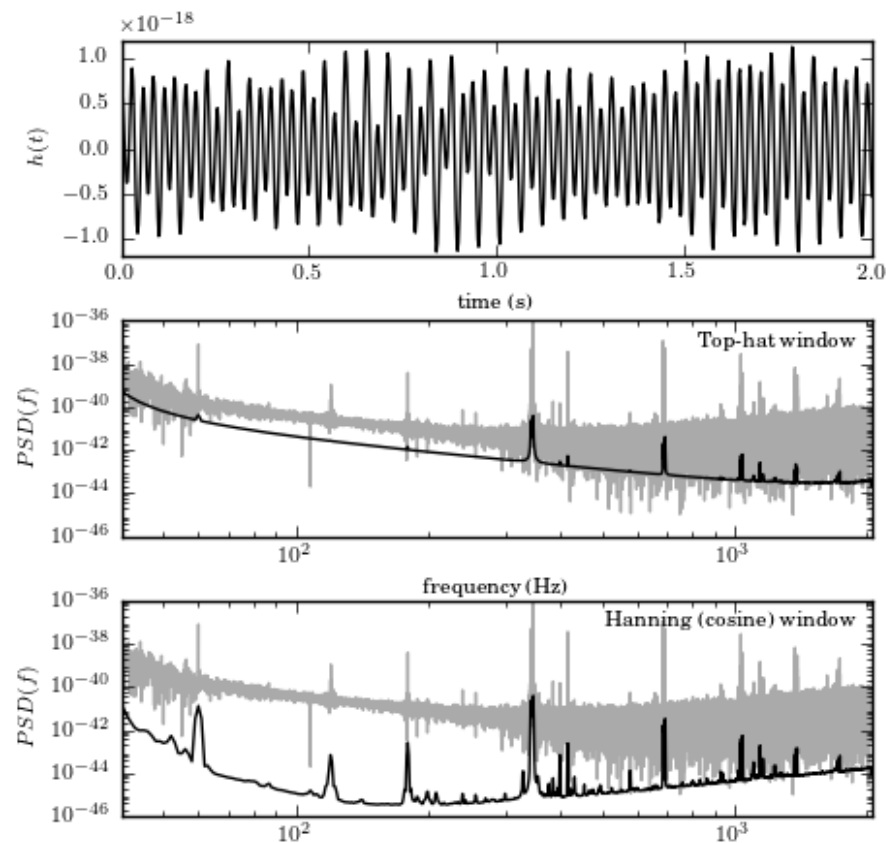 ×10⁻¹⁸
1.0
0.5
0.0
−0.5
−1.0
h(t)
0.0 0.5 1.0 1.5 2.0
time (s)
10⁻³⁶
10⁻³⁸
10⁻⁴⁰
10⁻⁴²
10⁻⁴⁴
10⁻⁴⁶
PSD(f)
Top-hat window
10² 10³
frequency (Hz)
10⁻³⁶
10⁻³⁸
10⁻⁴⁰
10⁻⁴²
10⁻⁴⁴
10⁻⁴⁶
PSD(f)
Hanning (cosine) window
10² 10³